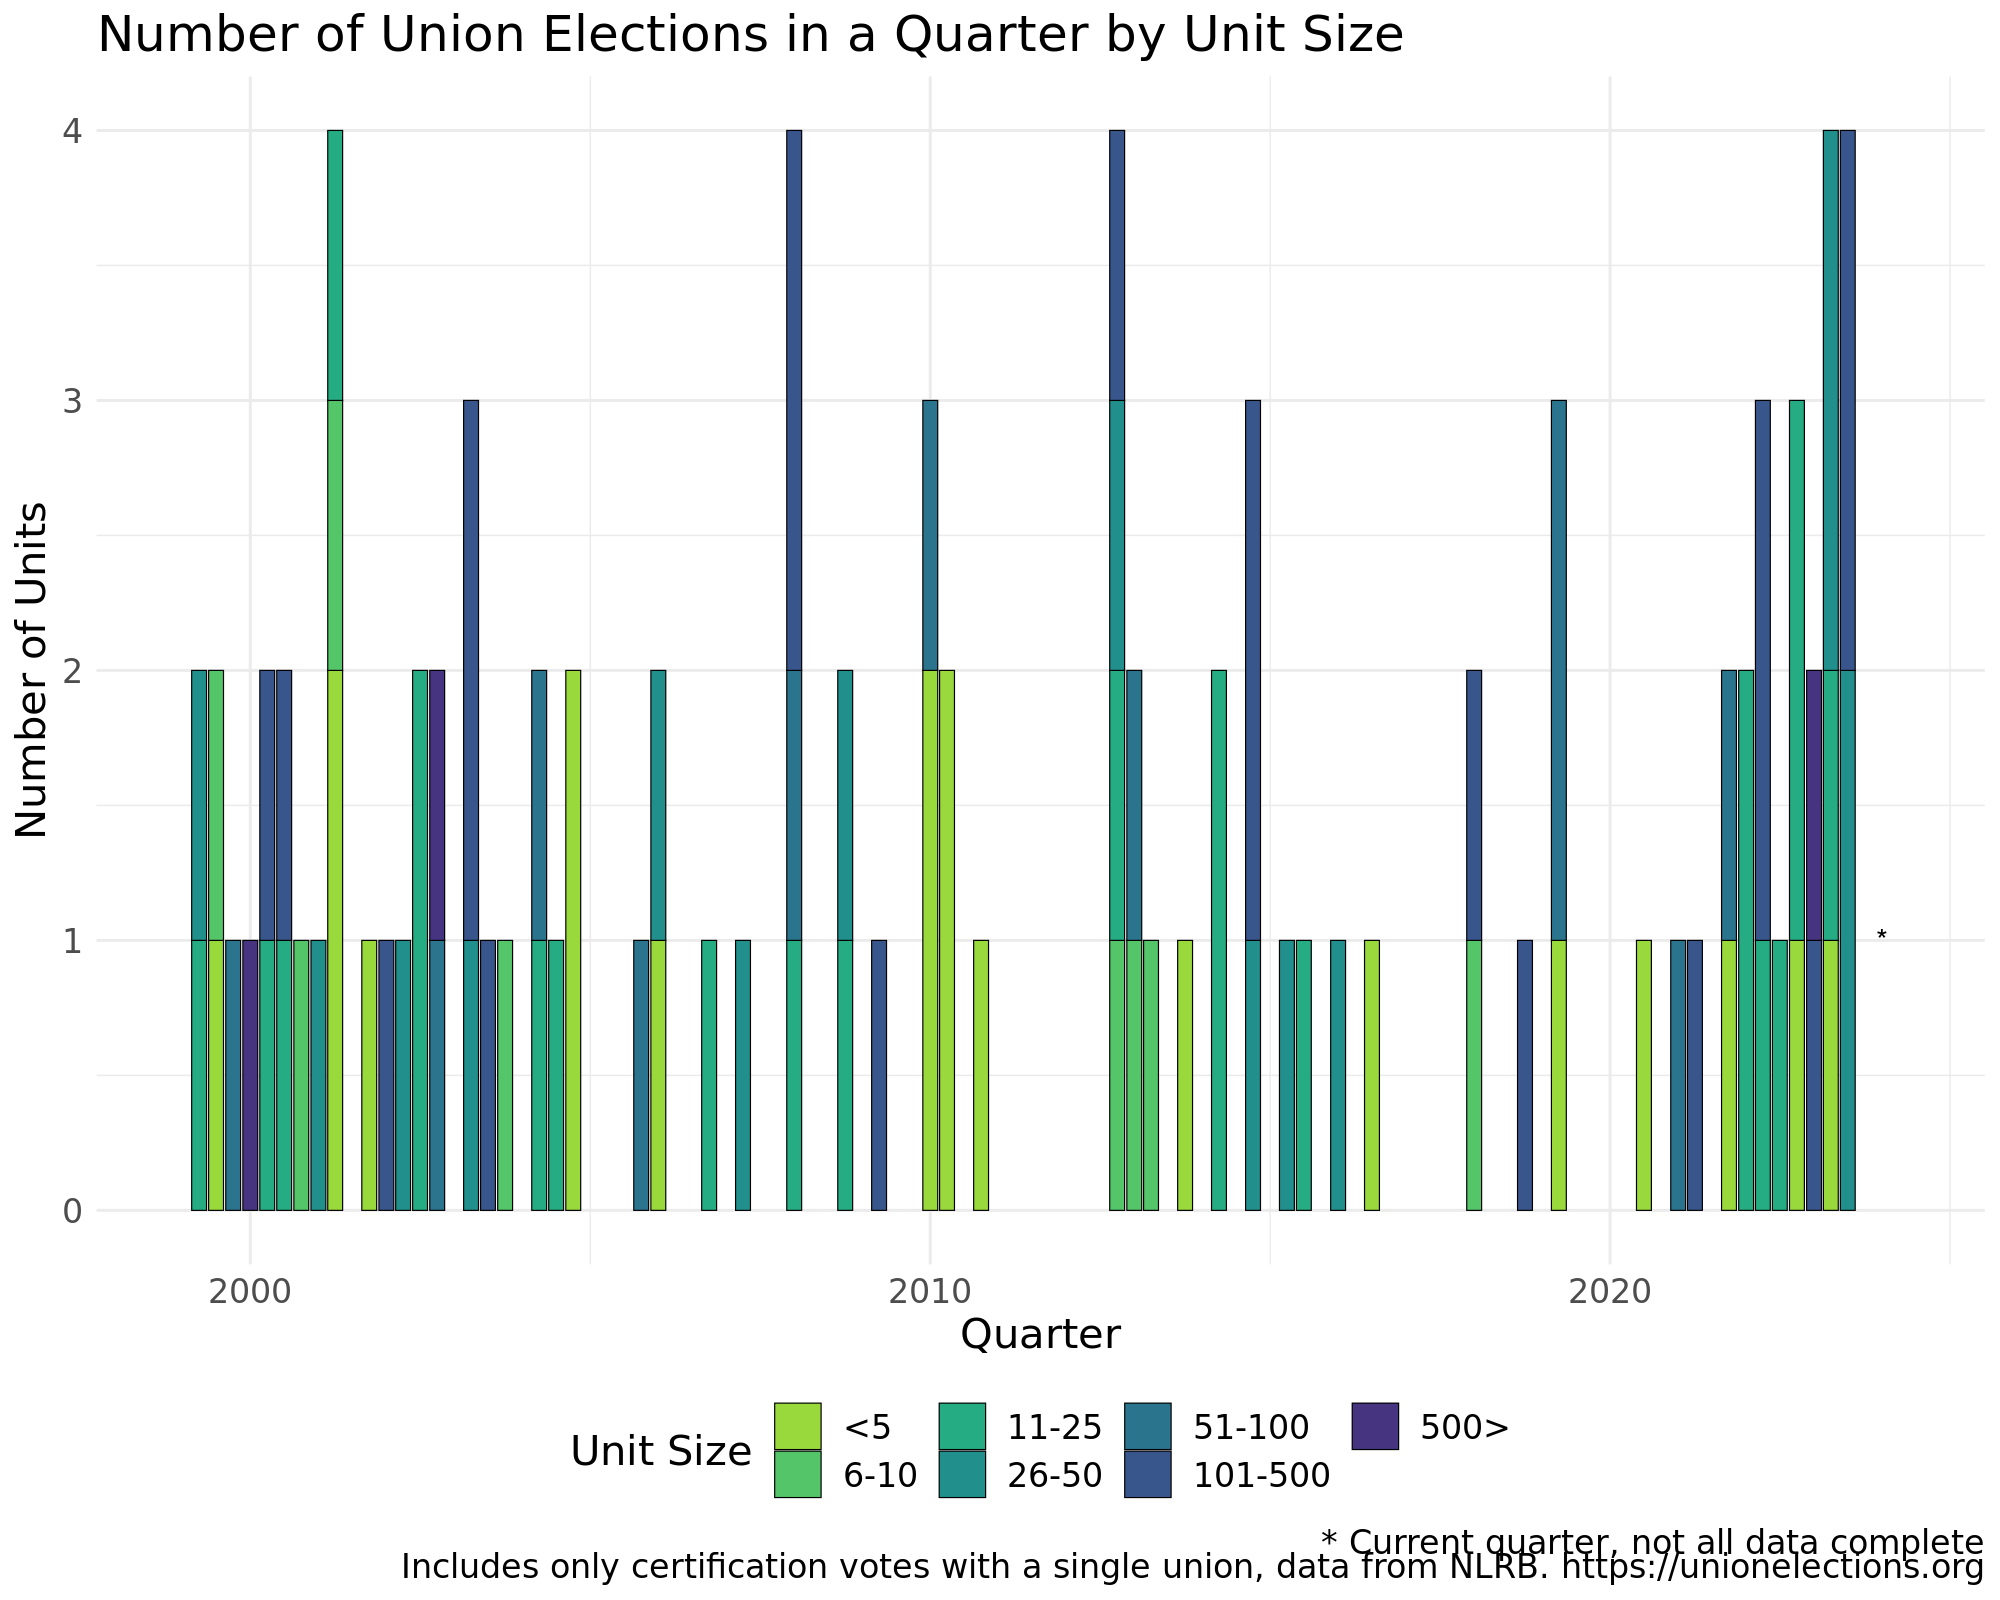 Number of Union Elections in a Quarter by Unit Size
Number of Units
4
3
2
1
0
*
2000 2010 2020
Quarter
Unit Size
<5 11-25 51-100 500>
6-10 26-50 101-500
* Current quarter, not all data complete
Includes only certification votes with a single union, data from NLRB. https://unionelections.org